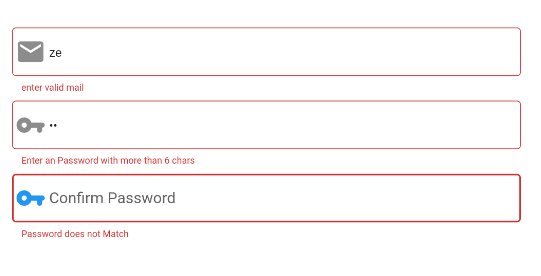 ze
enter valid mail
••
Enter an Password with more than 6 chars
Confirm Password
Password does not Match